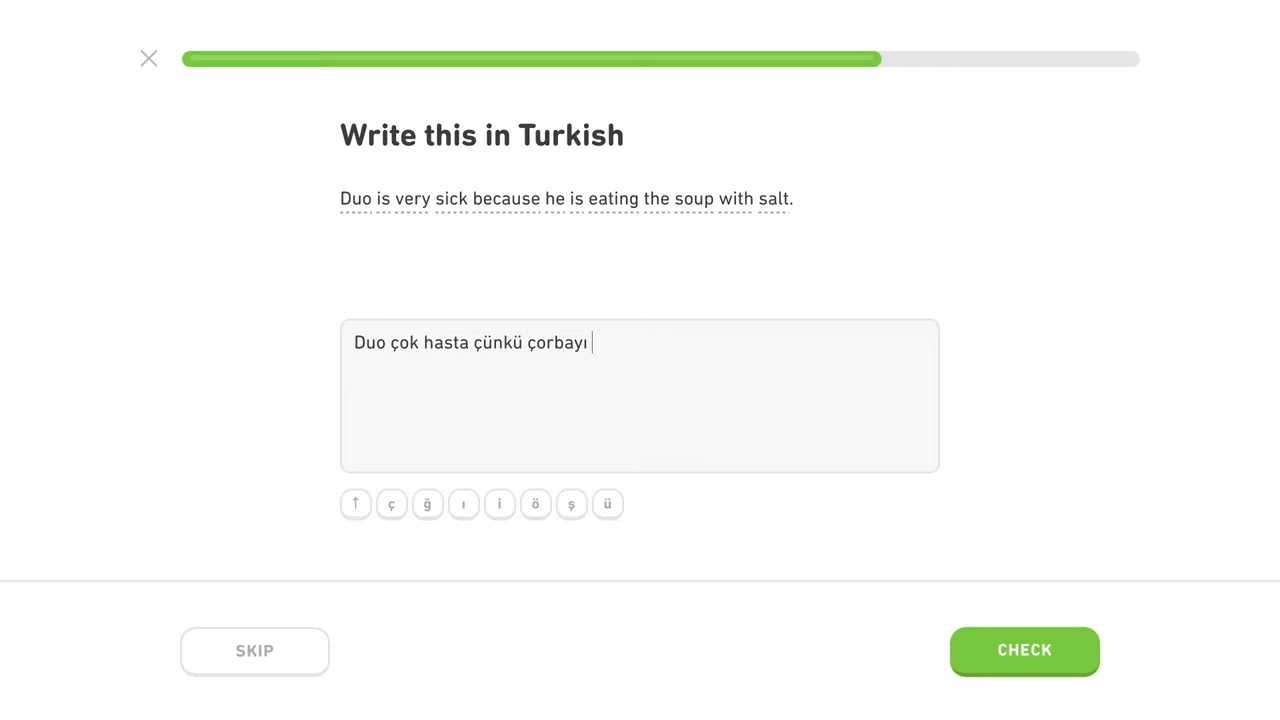 Write this in Turkish
Duo is very sick because he is eating the soup with salt.
Duo çok hasta çünkü çorbayı
↑ ç ğ ı i ö ş ü
SKIP
CHECK